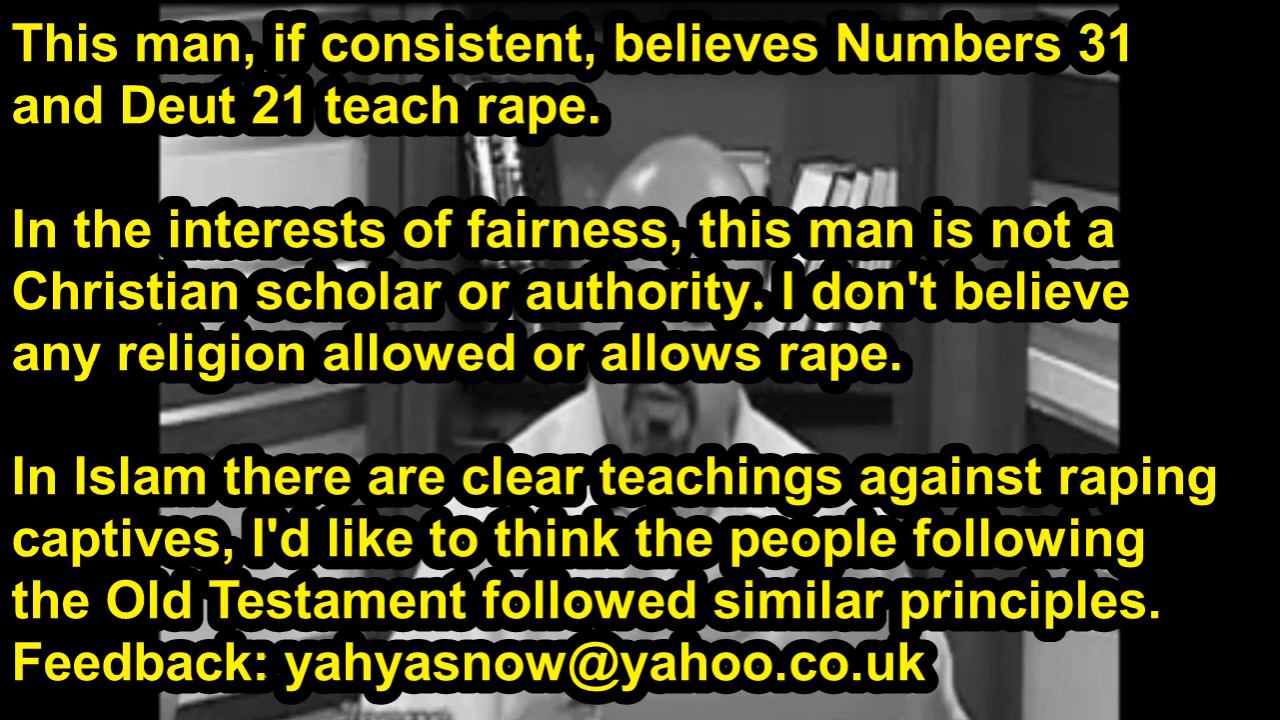 This man, if consistent, believes Numbers 31
and Deut 21 teach rape.
In the interests of fairness, this man is not a
Christian scholar or authority. I don't believe
any religion allowed or allows rape.
In Islam there are clear teachings against raping
captives, I'd like to think the people following
the Old Testament followed similar principles.
Feedback: yahyasnow@yahoo.co.uk